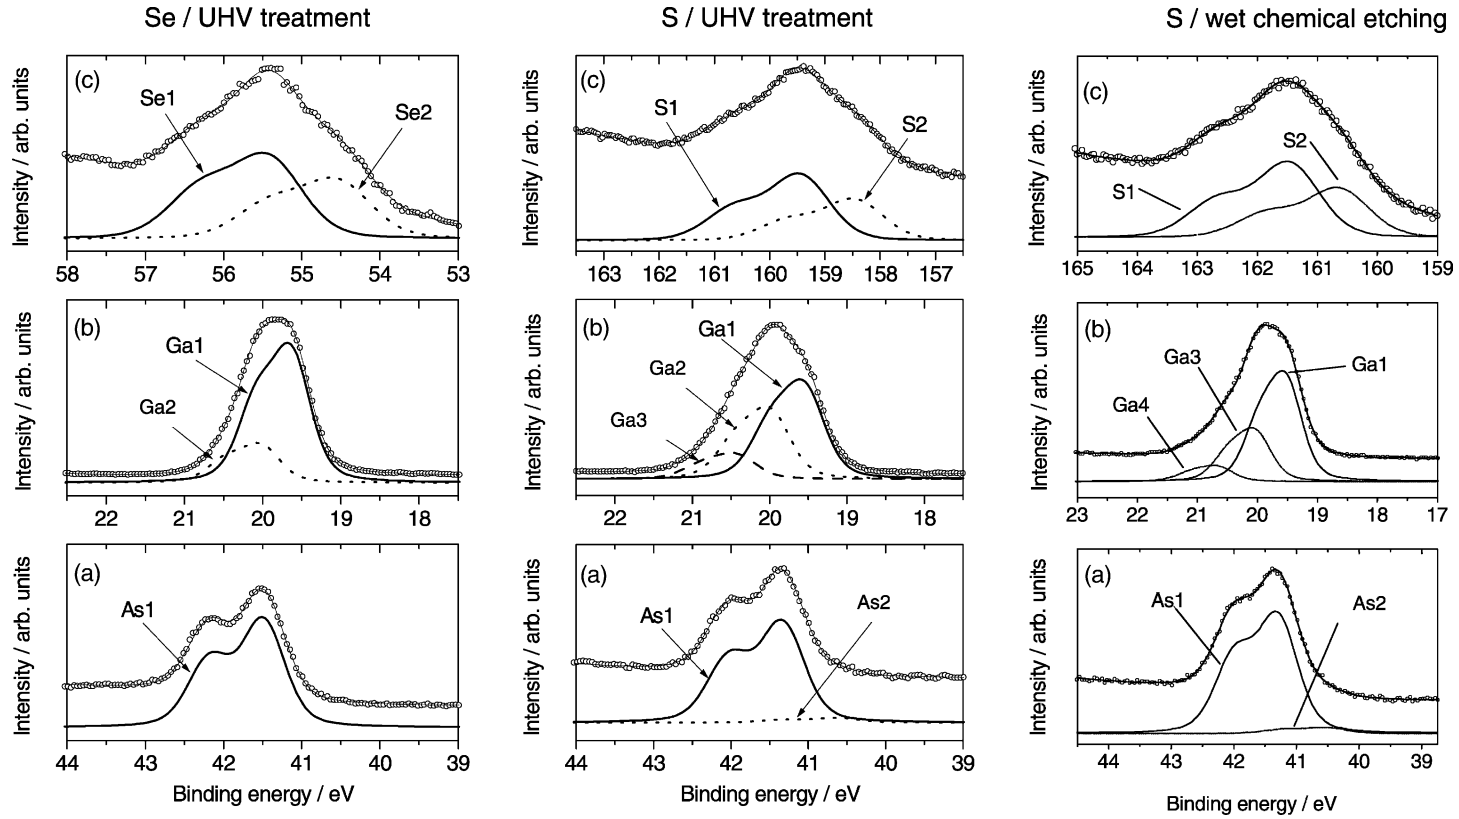 Se / UHV treatment
S / UHV treatment
S / wet chemical etching
Intensity / arb. units
(c)
Se1
Se2
58 57 56 55 54 53
Intensity / arb. units
(c)
S1
S2
163 162 161 160 159 158 157
Intensity / arb. units
(c)
S1
S2
165 164 163 162 161 160 159
Intensity / arb. units
(b)
Ga1
Ga2
22 21 20 19 18
Intensity / arb. units
(b)
Ga1
Ga2
Ga3
22 21 20 19 18
Intensity / arb. units
(b)
Ga3
Ga1
Ga4
23 22 21 20 19 18 17
Intensity / arb. units
(a)
As1
44 43 42 41 40 39
Binding energy / eV
Intensity / arb. units
(a)
As1
As2
44 43 42 41 40 39
Binding energy / eV
Intensity / arb. units
(a)
As1
As2
44 43 42 41 40 39
Binding energy / eV